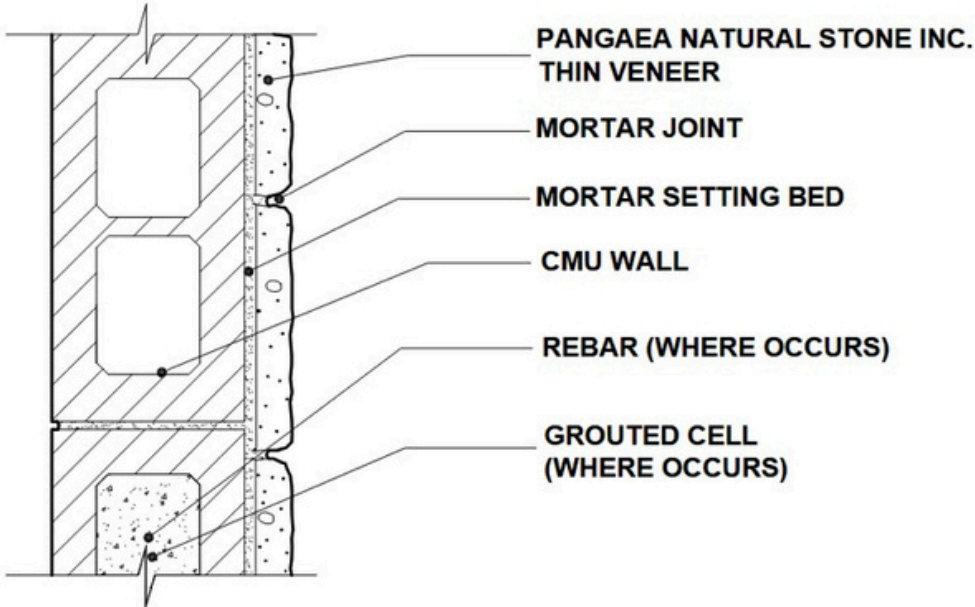 PANGAEA NATURAL STONE INC.
THIN VENEER
MORTAR JOINT
MORTAR SETTING BED
CMU WALL
REBAR (WHERE OCCURS)
GROUTED CELL
(WHERE OCCURS)